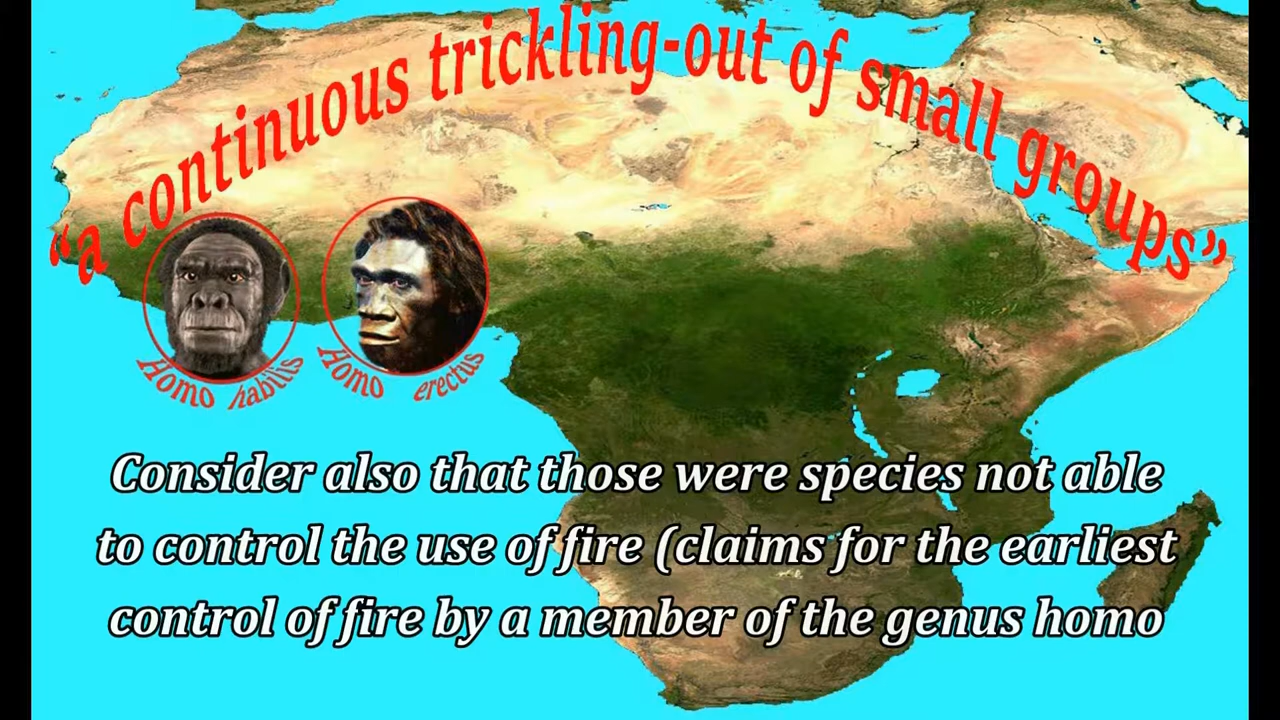 “a continuous trickling-out of small groups”
Homo habilis
Homo erectus
Consider also that those were species not able
to control the use of fire (claims for the earliest
control of fire by a member of the genus homo